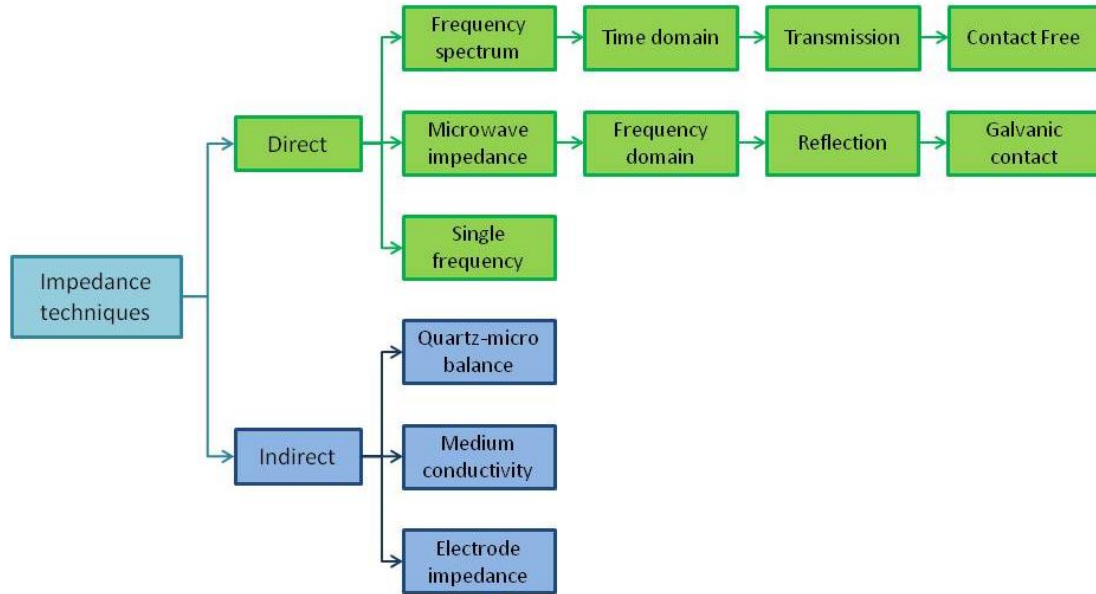 Frequency
spectrum
Time domain
Transmission
Contact Free
Direct
Microwave
impedance
Frequency
domain
Reflection
Galvanic
contact
Single
frequency
Impedance
techniques
Quartz-micro
balance
Indirect
Medium
conductivity
Electrode
impedance